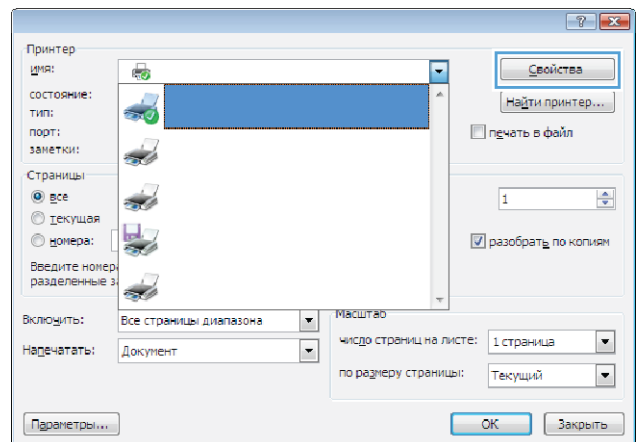 Принтер
имя:
Свойства
состояние:
Найти принтер...
тип:
порт:
печать в файл
заметки:
Страницы
все
1
текущая
номера:
разобрать по копиям
Введите
разделенные
Включить:
Все страницы диапазона
Масштаб
число страниц на листе:
1 страница
Напечатать:
Документ
по размеру страницы:
Текущий
Параметры...
ОК
Закрыть